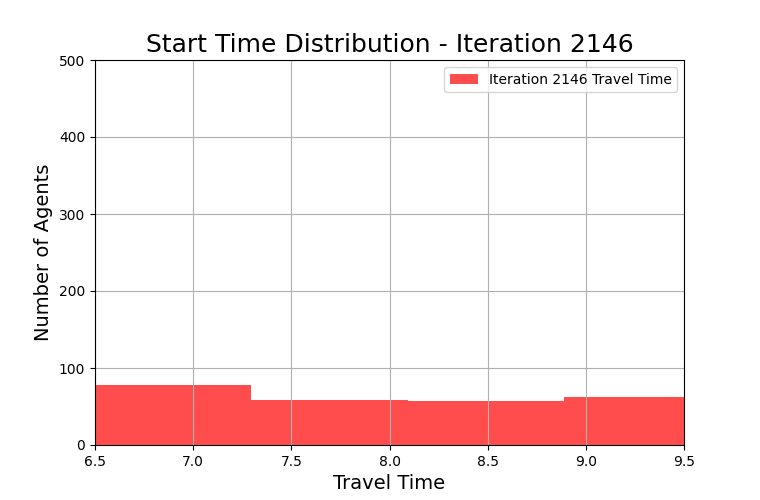 Start Time Distribution - Iteration 2146
500
Iteration 2146 Travel Time
400
300
200
100
0
Number of Agents
6.5 7.0 7.5 8.0 8.5 9.0 9.5
Travel Time